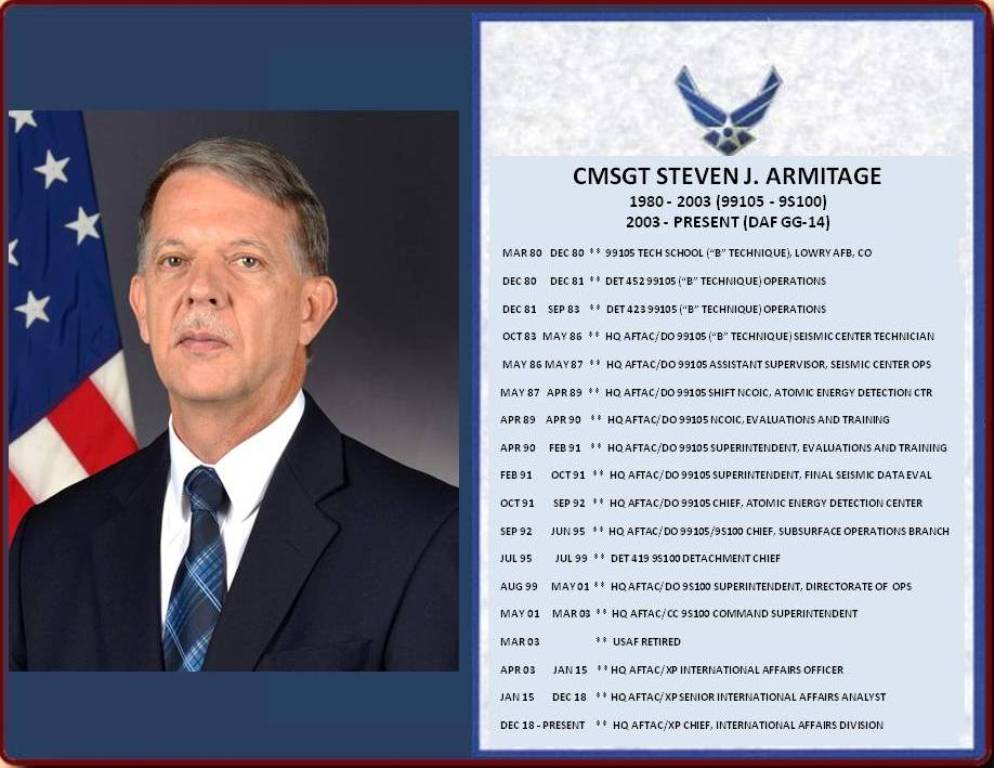 CMSGT STEVEN J. ARMITAGE
1980 - 2003 (99105 - 9S100)
2003 - PRESENT (DAF GG-14)
MAR 80 DEC 80 ** 99105 TECH SCHOOL (“B” TECHNIQUE), LOWRY AFB, CO
DEC 80 DEC 81 ** DET 452 99105 (“B” TECHNIQUE) OPERATIONS
DEC 81 SEP 83 ** DET 423 99105 (“B” TECHNIQUE) OPERATIONS
OCT 83 MAY 86 ** HQ AFTAC/DO 99105 (“B” TECHNIQUE) SEISMIC CENTER TECHNICIAN
MAY 86 MAY 87 ** HQ AFTAC/DO 99105 ASSISTANT SUPERVISOR, SEISMIC CENTER OPS
MAY 87 APR 89 ** HQ AFTAC/DO 99105 SHIFT NCOIC, ATOMIC ENERGY DETECTION CTR
APR 89 APR 90 ** HQ AFTAC/DO 99105 NCOIC, EVALUATIONS AND TRAINING
APR 90 FEB 91 ** HQ AFTAC/DO 99105 SUPERINTENDENT, EVALUATIONS AND TRAINING
FEB 91 OCT 91 ** HQ AFTAC/DO 99105 SUPERINTENDENT, FINAL SEISMIC DATA EVAL
OCT 91 SEP 92 ** HQ AFTAC/DO 99105 CHIEF, ATOMIC ENERGY DETECTION CENTER
SEP 92 JUN 95 ** HQ AFTAC/DO 99105/9S100 CHIEF, SUBSURFACE OPERATIONS BRANCH
JUL 95 JUL 99 ** DET 419 9S100 DETACHMENT CHIEF
AUG 99 MAY 01 ** HQ AFTAC/DO 9S100 SUPERINTENDENT, DIRECTORATE OF OPS
MAY 01 MAR 03 ** HQ AFTAC/CC 9S100 COMMAND SUPERINTENDENT
MAR 03 ** USAF RETIRED
APR 03 JAN 15 ** HQ AFTAC/XP INTERNATIONAL AFFAIRS OFFICER
JAN 15 DEC 18 ** HQ AFTAC/XP SENIOR INTERNATIONAL AFFAIRS ANALYST
DEC 18 - PRESENT ** HQ AFTAC/XP CHIEF, INTERNATIONAL AFFAIRS DIVISION